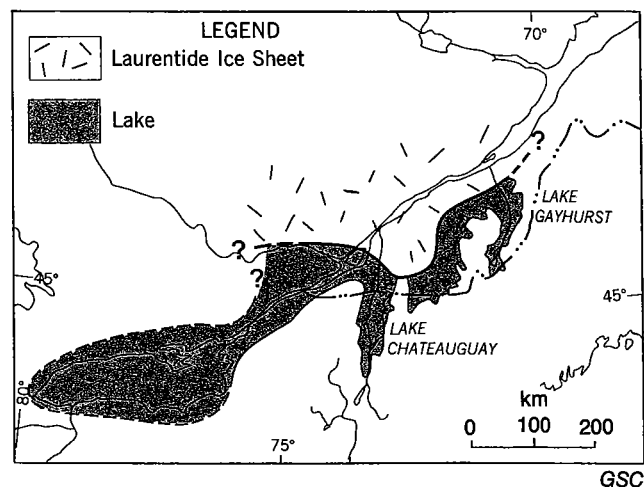 LEGEND
Laurentide Ice Sheet
Lake
70°
?
LAKE
GAYHURST
?
?
45°
45°
LAKE
CHATEAUGUAY
80°
75°
km
0 100 200
GSC